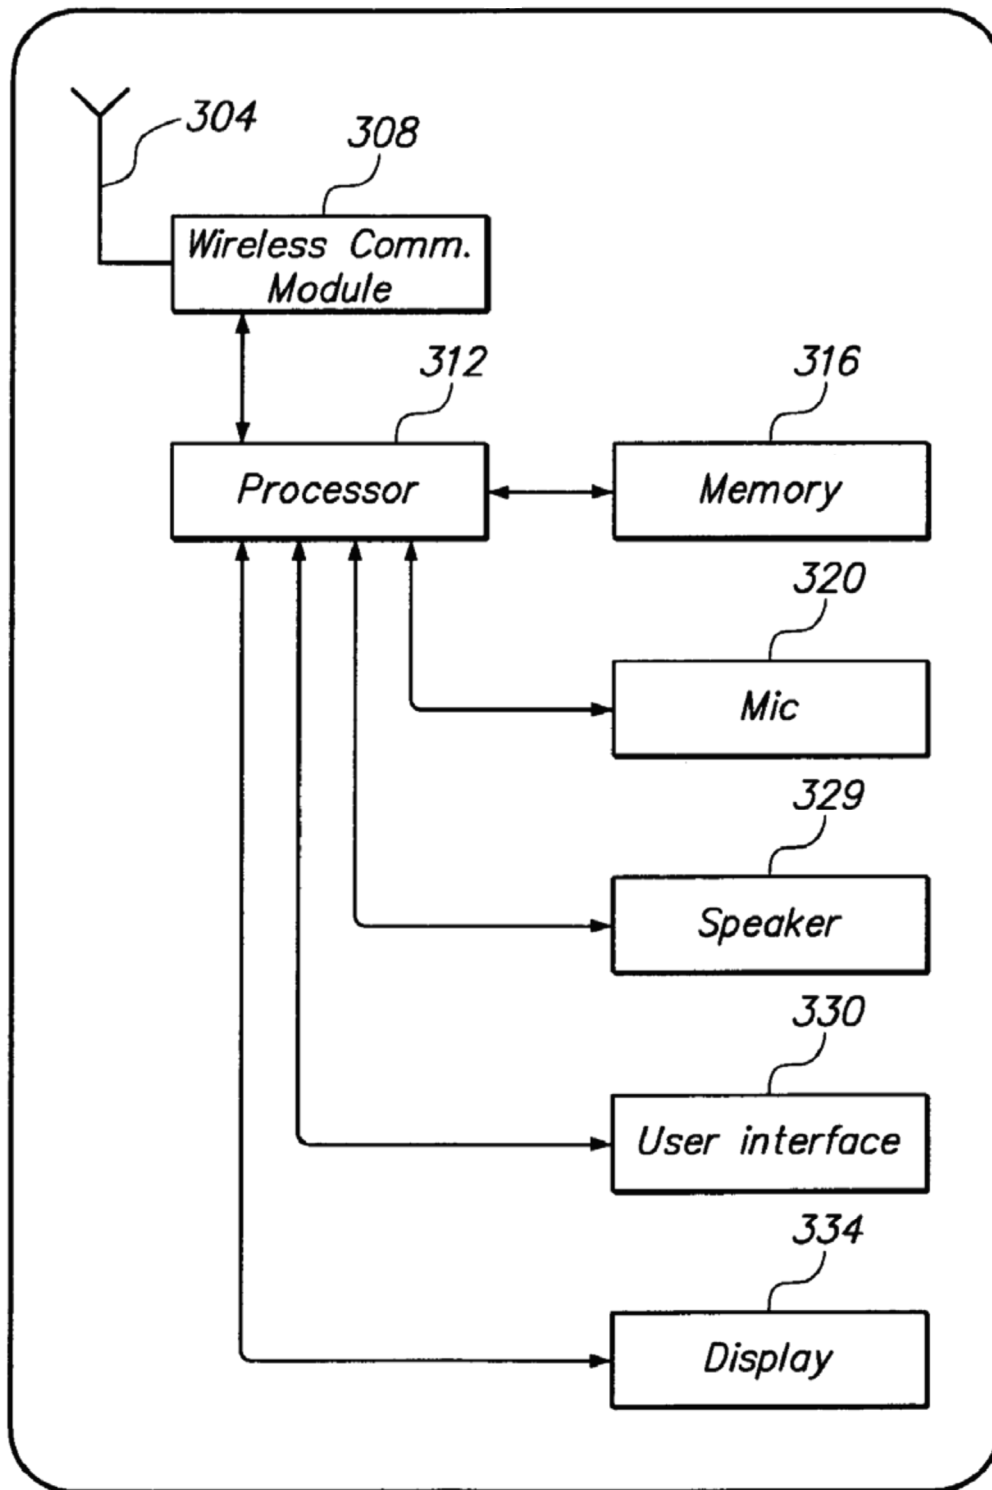 304
308
Wireless Comm.
Module
312
316
Processor
Memory
320
Mic
329
Speaker
330
User interface
334
Display